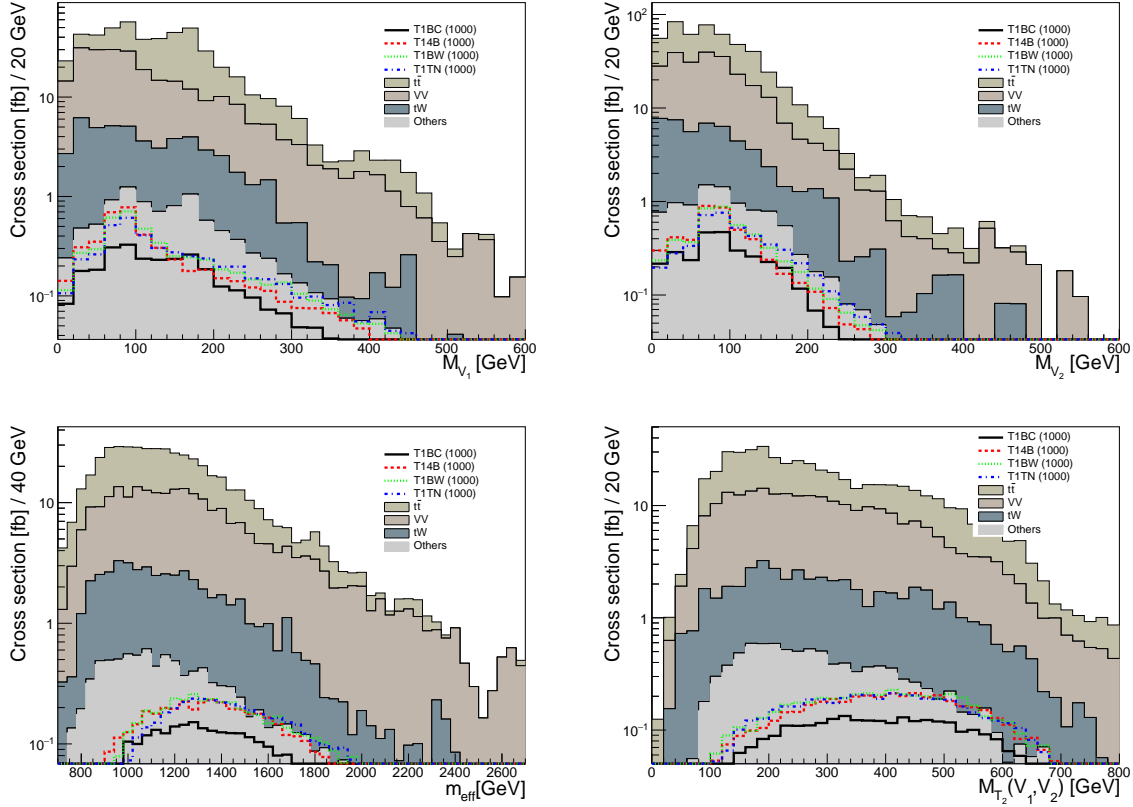 Cross section [fb] / 20 GeV
10
1
10⁻¹
T1BC (1000)
T14B (1000)
T1BW (1000)
T1TN (1000)
tt̄
VV
tW
Others
0 100 200 300 400 500 600
M_V₁ [GeV]
Cross section [fb] / 20 GeV
10²
10
1
10⁻¹
T1BC (1000)
T14B (1000)
T1BW (1000)
T1TN (1000)
tt̄
VV
tW
Others
0 100 200 300 400 500 600
M_V₂ [GeV]
Cross section [fb] / 40 GeV
10
1
10⁻¹
T1BC (1000)
T14B (1000)
T1BW (1000)
T1TN (1000)
tt̄
VV
tW
Others
800 1000 1200 1400 1600 1800 2000 2200 2400 2600
m_eff[GeV]
Cross section [fb] / 20 GeV
10
1
10⁻¹
T1BC (1000)
T14B (1000)
T1BW (1000)
T1TN (1000)
tt̄
VV
tW
Others
0 100 200 300 400 500 600 700 800
M_T₂(V₁,V₂) [GeV]